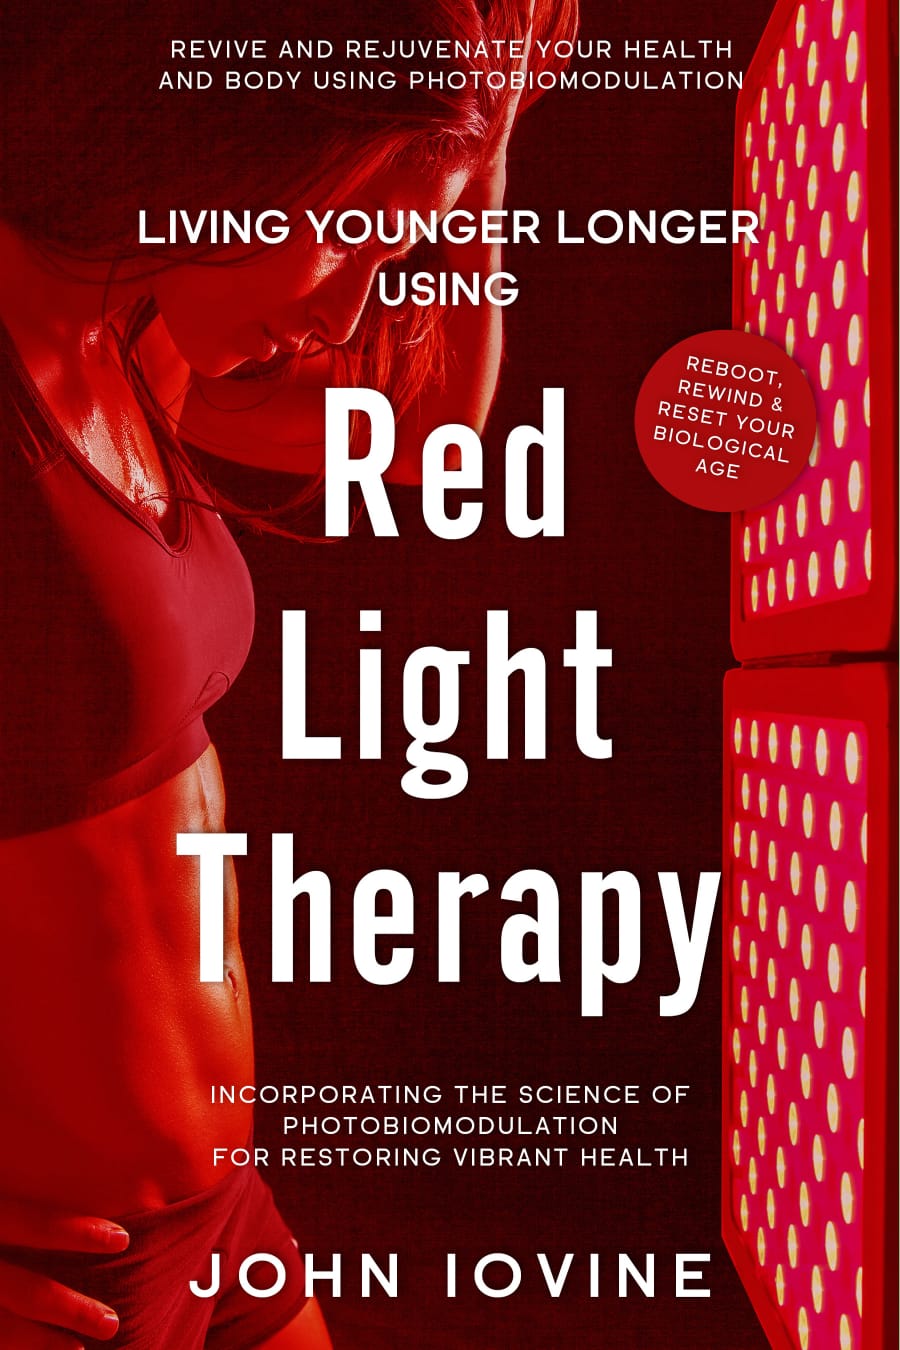 REVIVE AND REJUVENATE YOUR HEALTH
AND BODY USING PHOTOBIOMODULATION
LIVING YOUNGER LONGER
USING
Red
Light
Therapy
REBOOT,
REWIND &
RESET YOUR
BIOLOGICAL
AGE
INCORPORATING THE SCIENCE OF
PHOTOBIOMODULATION
FOR RESTORING VIBRANT HEALTH
JOHN IOVINE